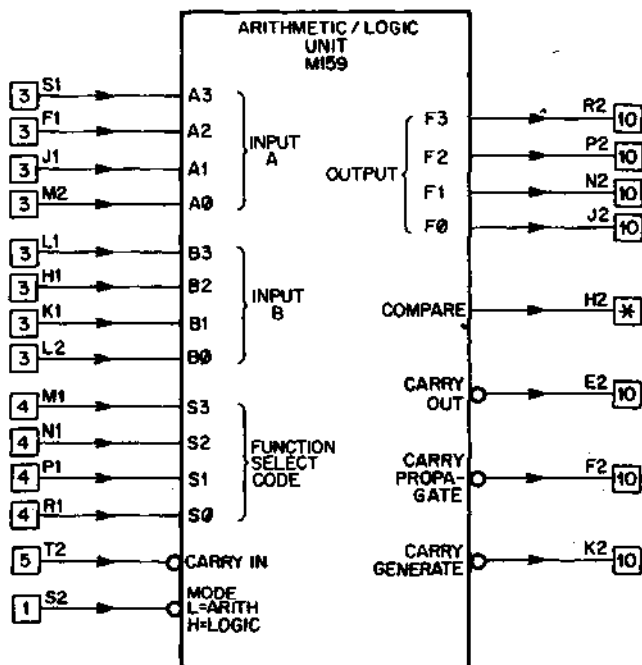 ARITHMETIC / LOGIC
UNIT
M159
3 S1 A3
3 F1 A2
3 J1 A1
3 M2 A0
INPUT
A
3 L1 B3
3 H1 B2
3 K1 B1
3 L2 B0
INPUT
B
4 M1 S3
4 N1 S2
4 P1 S1
4 R1 S0
FUNCTION
SELECT
CODE
5 T2 CARRY IN
1 S2 MODE
L=ARITH
H=LOGIC
OUTPUT
F3 R2 10
F2 P2 10
F1 N2 10
F0 J2 10
COMPARE H2 *
CARRY
OUT
E2 10
CARRY
PROPA-
GATE
F2 10
CARRY
GENERATE
K2 10